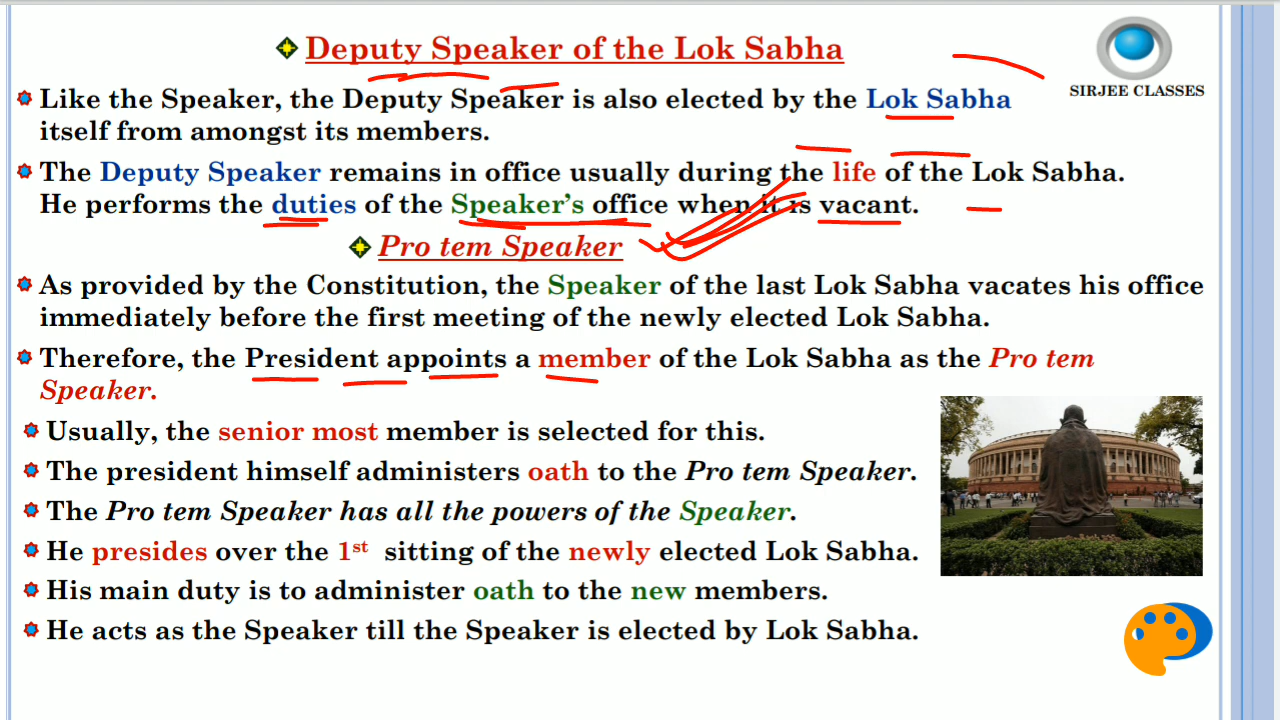 Deputy Speaker of the Lok Sabha
SIRJEE CLASSES
Like the Speaker, the Deputy Speaker is also elected by the Lok Sabha
itself from amongst its members.
The Deputy Speaker remains in office usually during the life of the Lok Sabha.
He performs the duties of the Speaker's office when it is vacant.
Pro tem Speaker
As provided by the Constitution, the Speaker of the last Lok Sabha vacates his office
immediately before the first meeting of the newly elected Lok Sabha.
Therefore, the President appoints a member of the Lok Sabha as the Pro tem
Speaker.
Usually, the senior most member is selected for this.
The president himself administers oath to the Pro tem Speaker.
The Pro tem Speaker has all the powers of the Speaker.
He presides over the 1st sitting of the newly elected Lok Sabha.
His main duty is to administer oath to the new members.
He acts as the Speaker till the Speaker is elected by Lok Sabha.